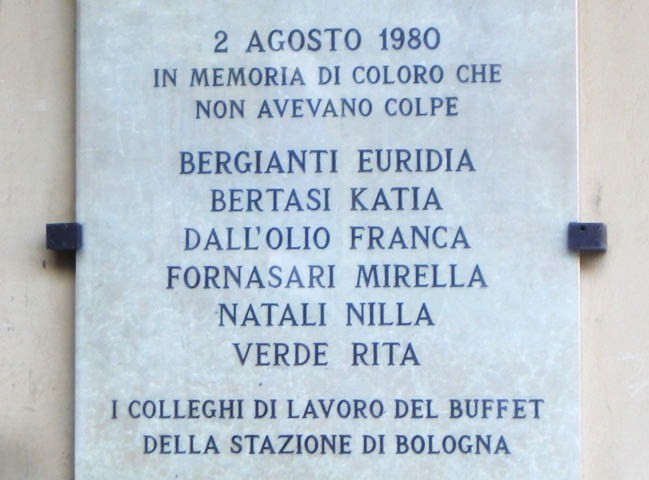 2 AGOSTO 1980
IN MEMORIA DI COLORO CHE
NON AVEVANO COLPE
BERGIANTI EURIDIA
BERTASI KATIA
DALL'OLIO FRANCA
FORNASARI MIRELLA
NATALI NILLA
VERDE RITA
I COLLEGHI DI LAVORO DEL BUFFET
DELLA STAZIONE DI BOLOGNA